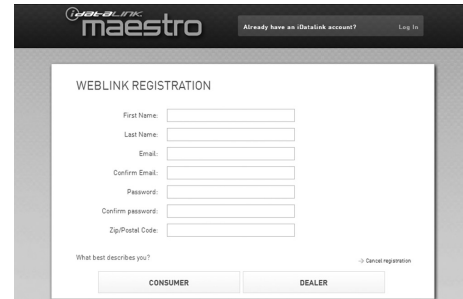 iDataLink
maestro
Already have an iDatalink account? Log In
WEBLINK REGISTRATION
First Name:
Last Name:
Email:
Confirm Email:
Password:
Confirm password:
Zip/Postal Code:
What best describes you?
-> Cancel registration
CONSUMER DEALER